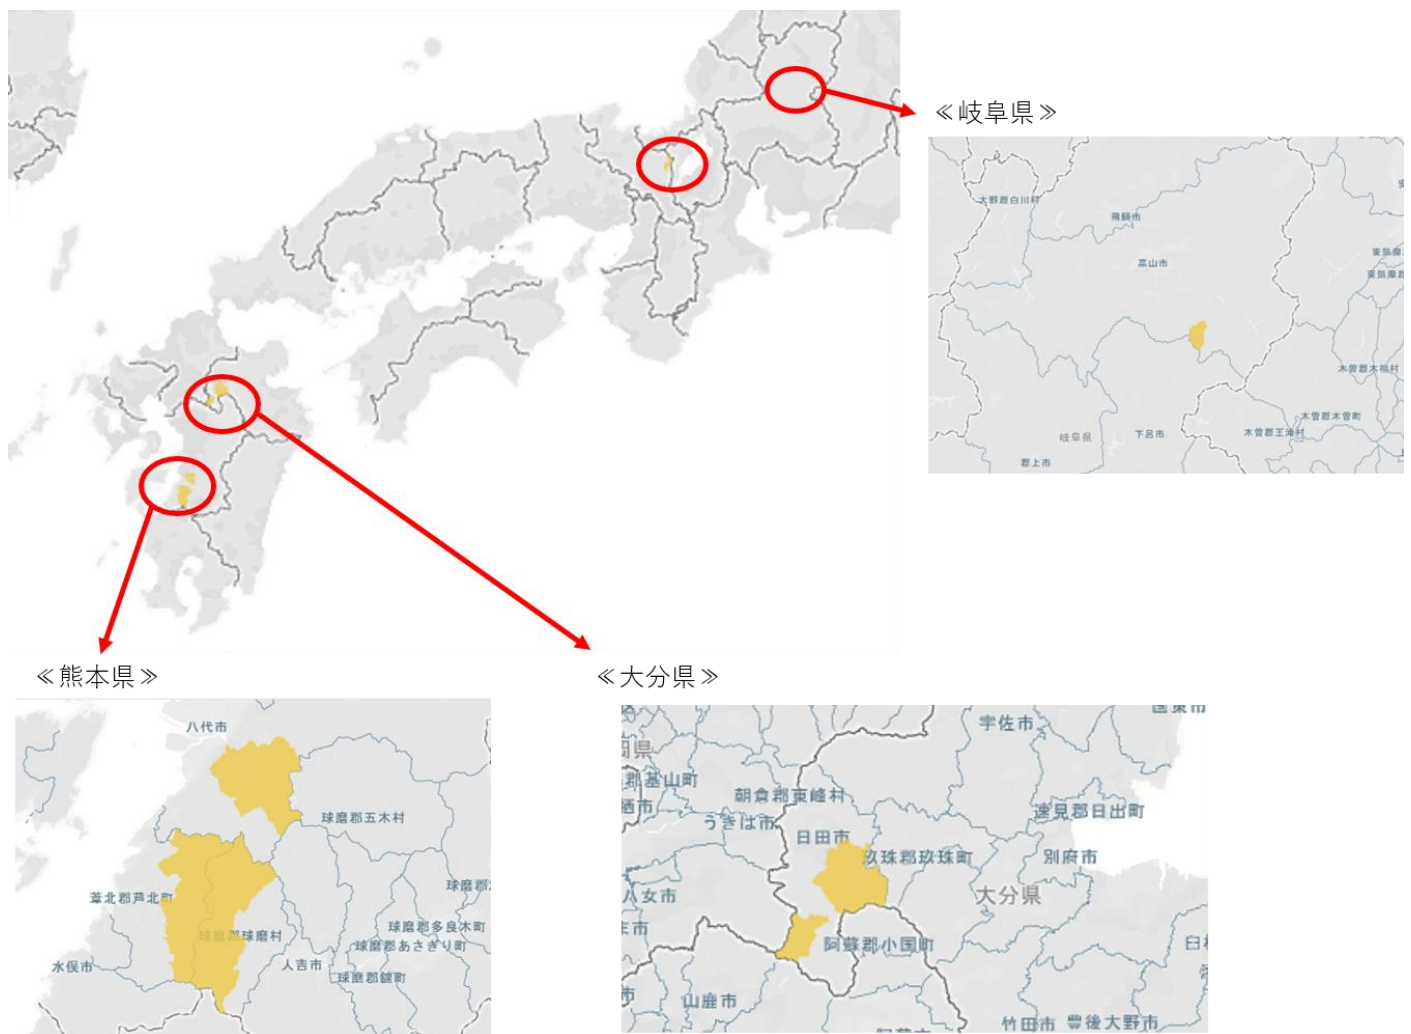 ≪岐阜県≫
大野郡白川村
飛騨市
高山市
木曽郡木祖村
木曽郡木曽町
木曽郡王滝村
岐阜県
下呂市
郡上市
≪熊本県≫
八代市
球磨郡五木村
葦北郡芦北町
球磨郡球磨村
球磨郡多良木町
球磨郡あさぎり町
水俣市
人吉市
球磨郡錦町
≪大分県≫
宇佐市
郡基山町
朝倉郡東峰村
速見郡日出町
うきは市
日田市
玖珠郡玖珠町
別府市
八女市
大分県
阿蘇郡小国町
山鹿市
竹田市
豊後大野市